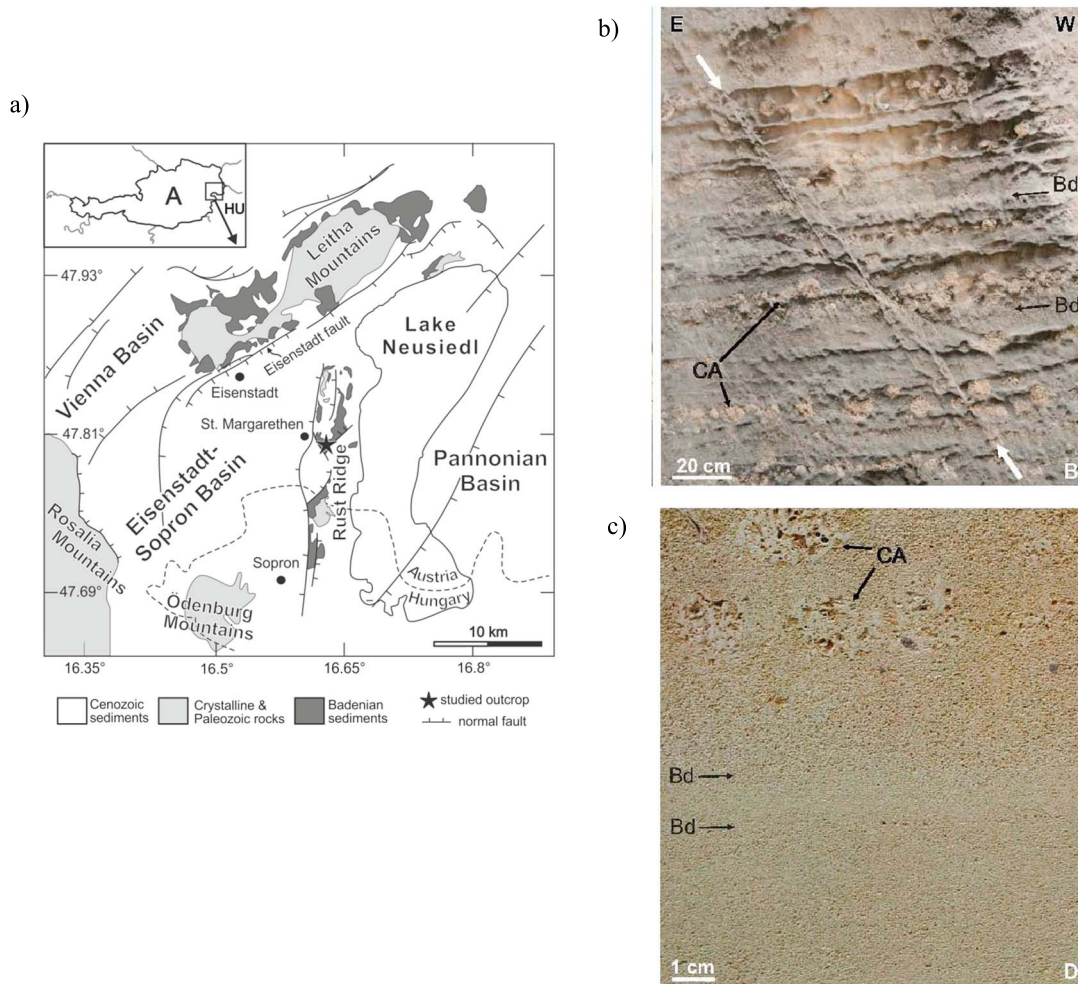 a)
A
HU
47.93°
47.81°
47.69°
16.35°
16.5°
16.65°
16.8°
Leitha
Mountains
Vienna Basin
Eisenstadt fault
Eisenstadt
Lake
Neusiedl
St. Margarethen
Eisenstadt-
Sopron Basin
Rust Ridge
Pannonian
Basin
Rosalia
Mountains
Sopron
Ödenburg
Mountains
Austria
Hungary
10 km
Cenozoic
sediments
Crystalline &
Paleozoic rocks
Badenian
sediments
studied outcrop
normal fault
b)
E
W
Bd
Bd
CA
20 cm
B
c)
CA
Bd
Bd
1 cm
D